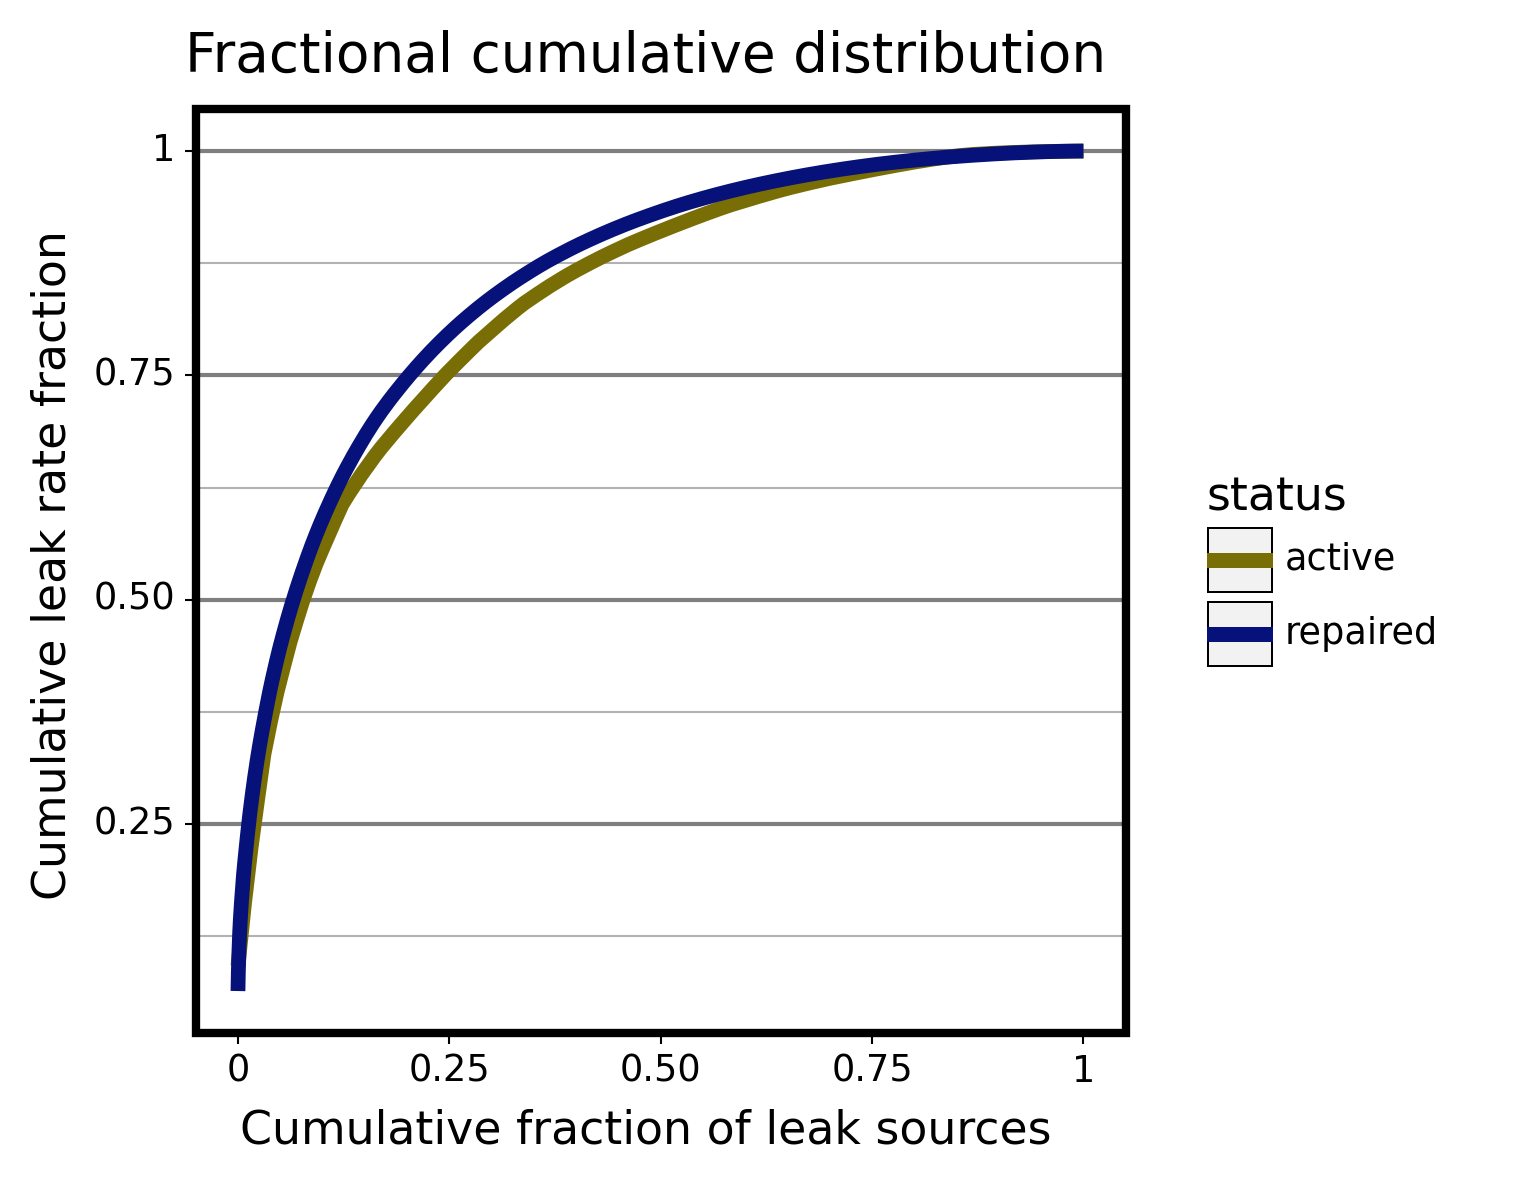 Fractional cumulative distribution
Cumulative leak rate fraction
1
0.75
0.50
0.25
0
0.25
0.50
0.75
1
Cumulative fraction of leak sources
status
active
repaired